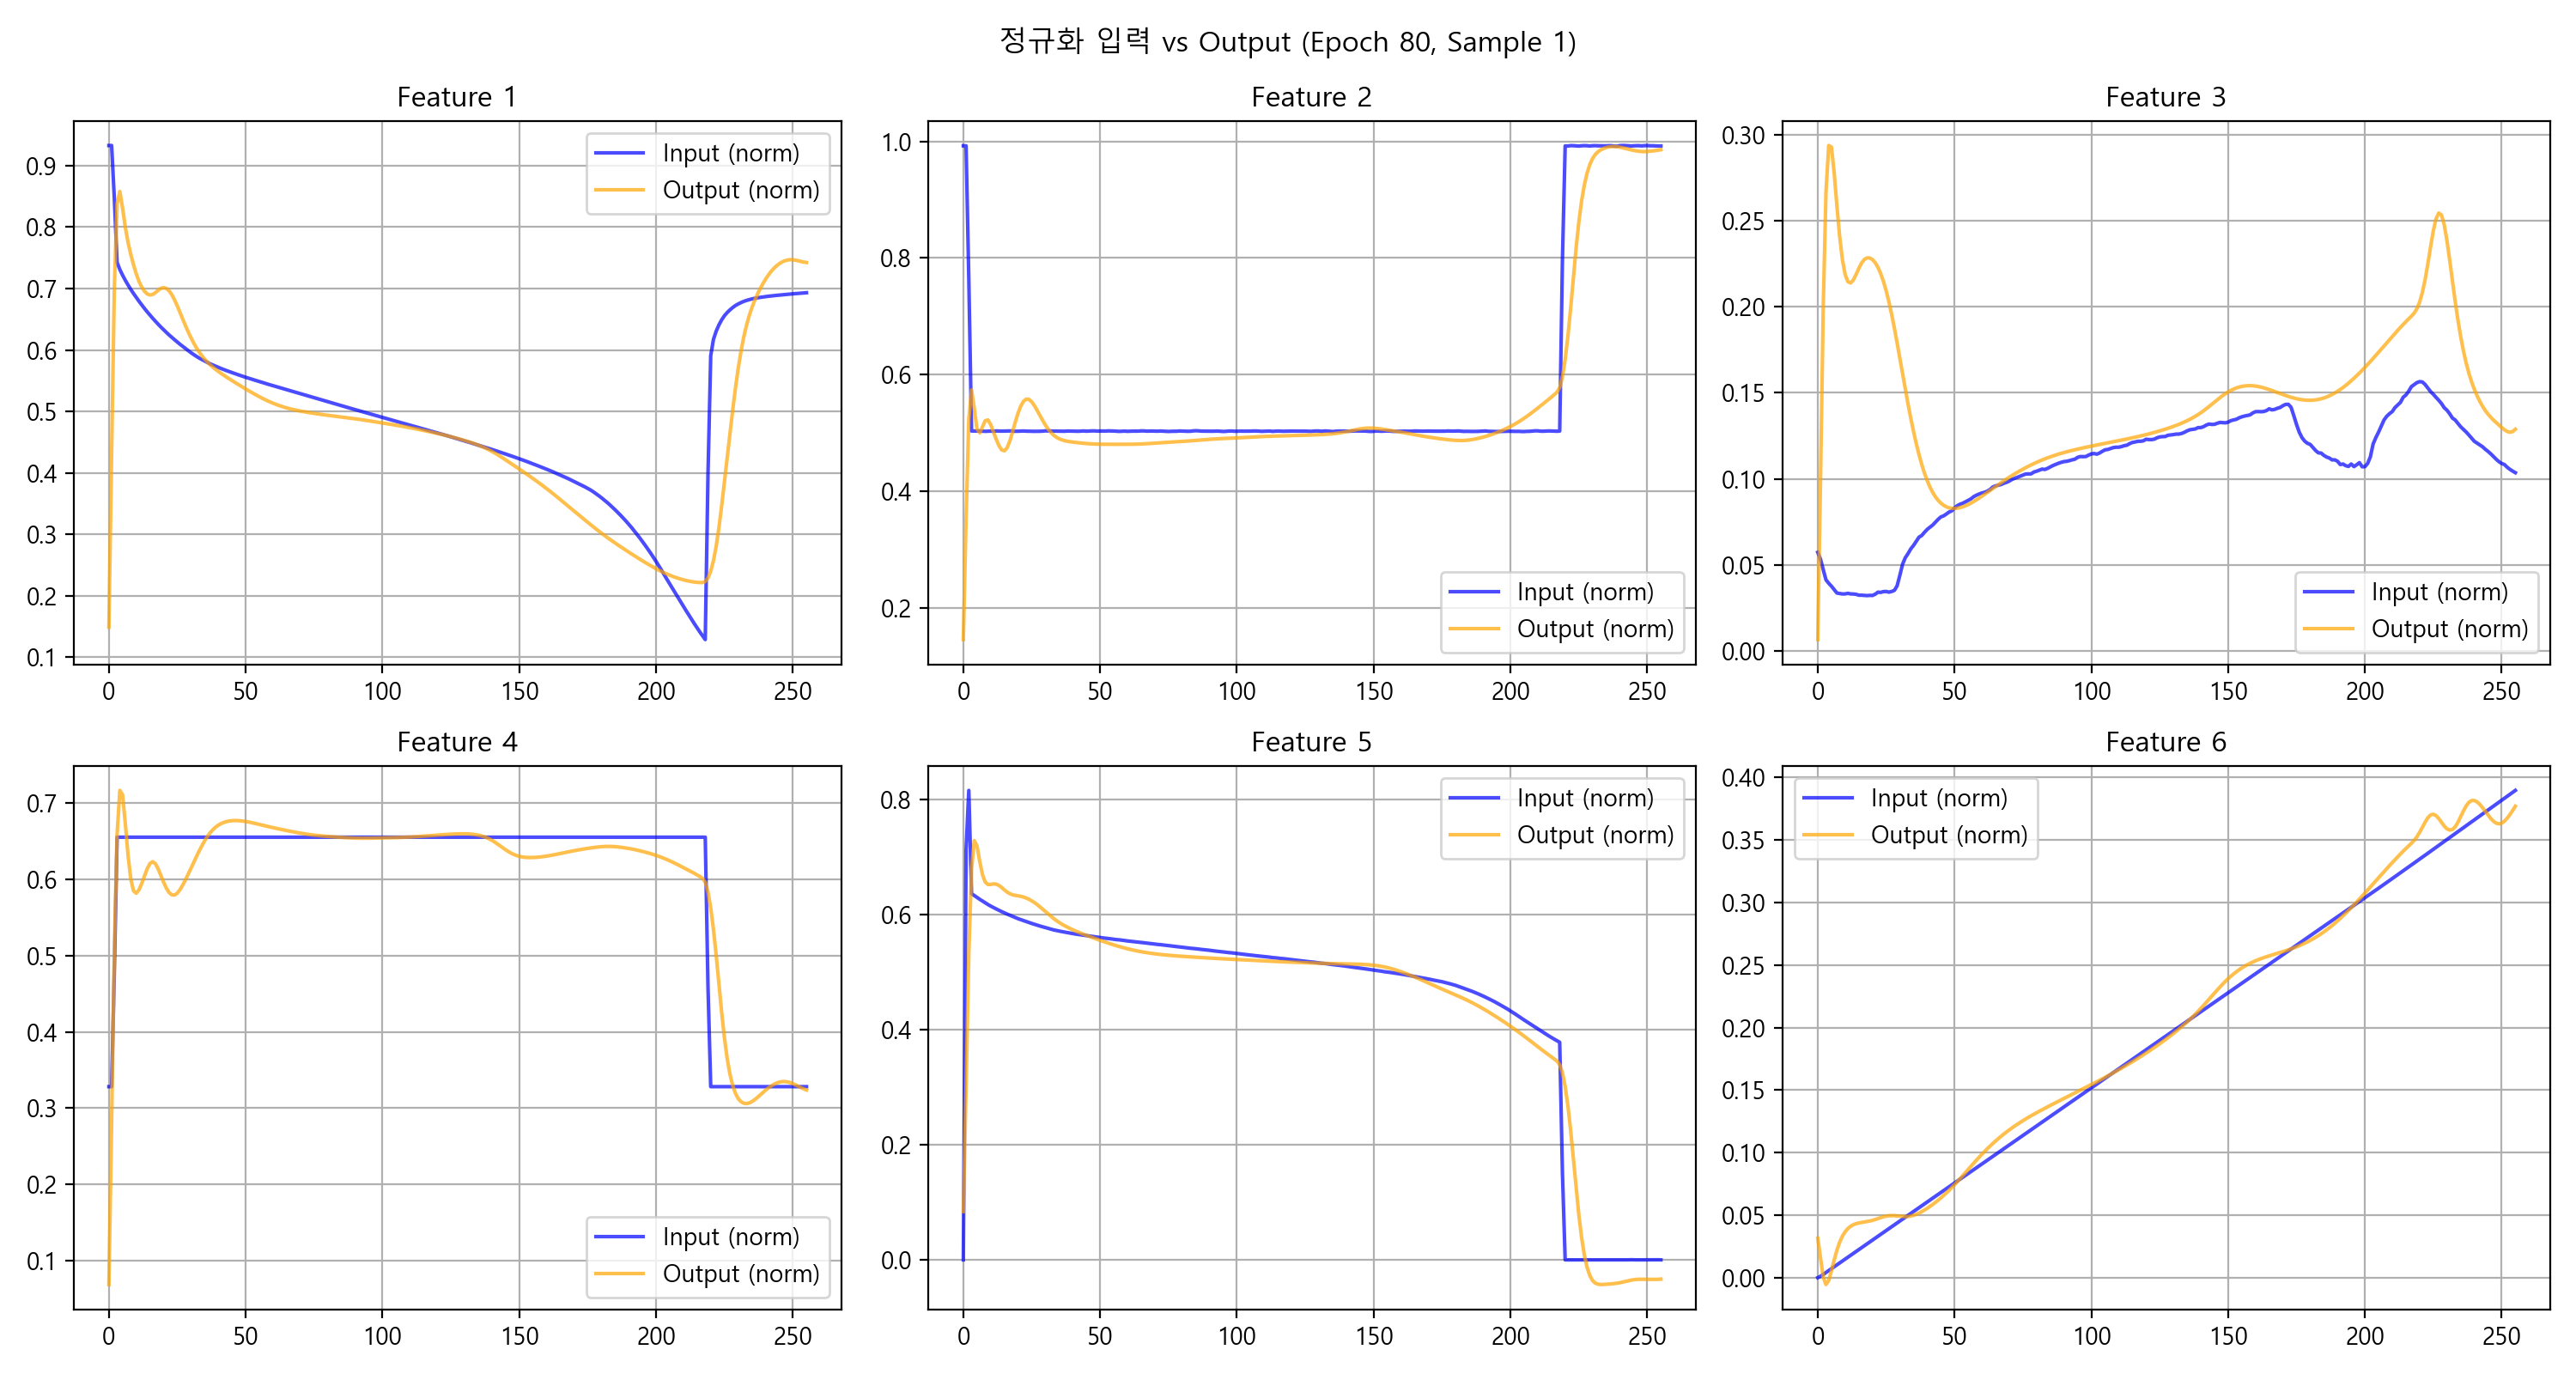 정규화 입력 vs Output (Epoch 80, Sample 1)
Feature 1
0.9
0.8
0.7
0.6
0.5
0.4
0.3
0.2
0.1
0 50 100 150 200 250
Input (norm)
Output (norm)
Feature 2
1.0
0.8
0.6
0.4
0.2
0 50 100 150 200 250
Input (norm)
Output (norm)
Feature 3
0.30
0.25
0.20
0.15
0.10
0.05
0.00
0 50 100 150 200 250
Input (norm)
Output (norm)
Feature 4
0.7
0.6
0.5
0.4
0.3
0.2
0.1
0 50 100 150 200 250
Input (norm)
Output (norm)
Feature 5
0.8
0.6
0.4
0.2
0.0
0 50 100 150 200 250
Input (norm)
Output (norm)
Feature 6
0.40
0.35
0.30
0.25
0.20
0.15
0.10
0.05
0.00
0 50 100 150 200 250
Input (norm)
Output (norm)